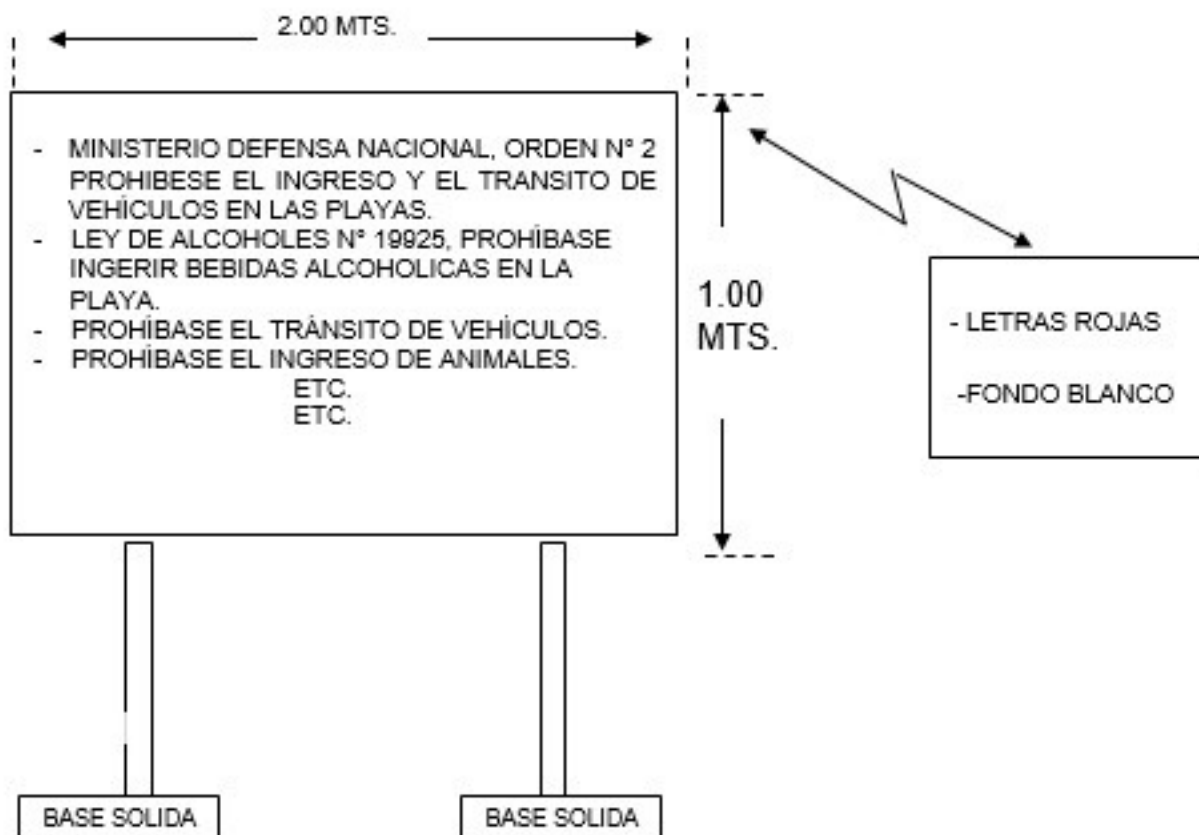 2.00 MTS.
- MINISTERIO DEFENSA NACIONAL, ORDEN N° 2
PROHIBESE EL INGRESO Y EL TRANSITO DE
VEHÍCULOS EN LAS PLAYAS.
- LEY DE ALCOHOLES N° 19925, PROHÍBASE
INGERIR BEBIDAS ALCOHOLICAS EN LA
PLAYA.
- PROHÍBASE EL TRÁNSITO DE VEHÍCULOS.
- PROHÍBASE EL INGRESO DE ANIMALES.
ETC.
ETC.
1.00
MTS.
- LETRAS ROJAS
-FONDO BLANCO
BASE SOLIDA
BASE SOLIDA